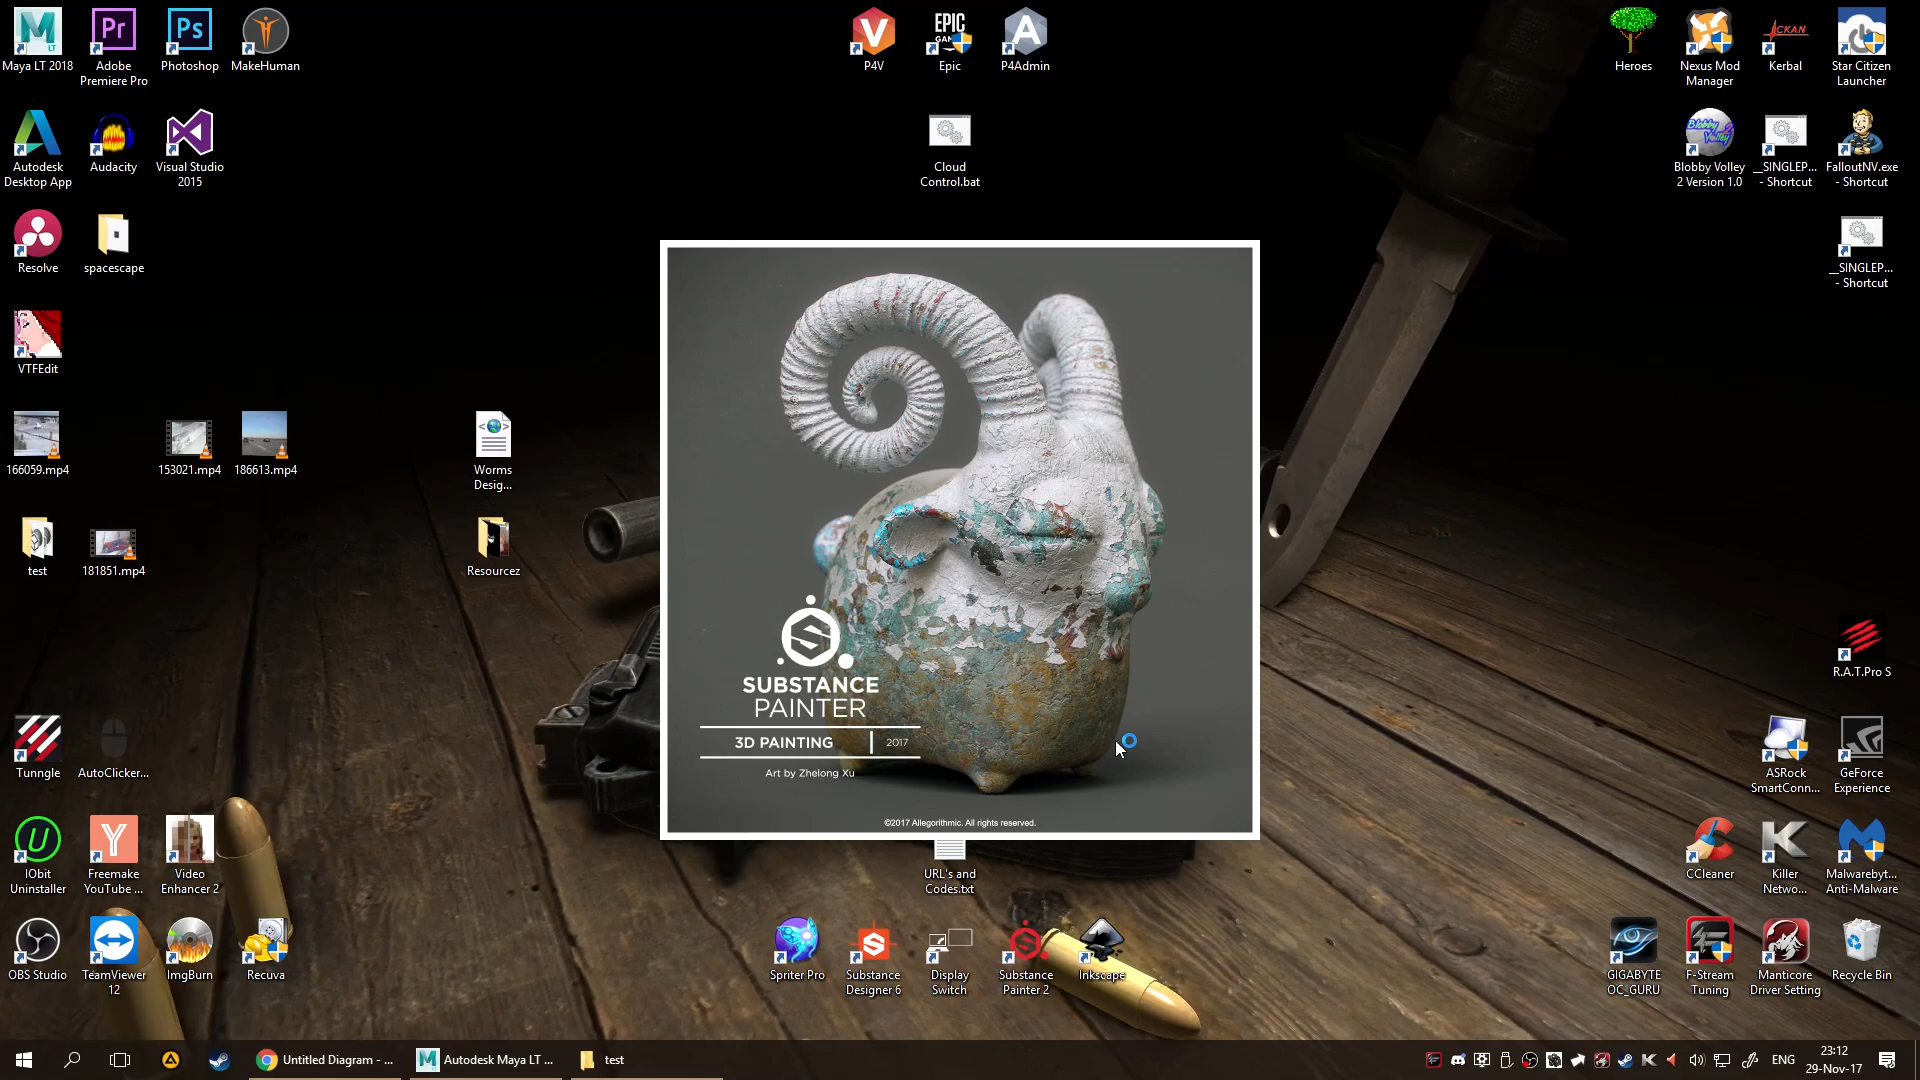 Maya LT 2018
Adobe
Premiere Pro
Photoshop
MakeHuman
P4V
Epic
P4Admin
Heroes
Nexus Mod
Manager
Kerbal
Star Citizen
Launcher
Autodesk
Desktop App
Audacity
Visual Studio
2015
Cloud
Control.bat
Blobby Volley
2 Version 1.0
__SINGLEP...
- Shortcut
FalloutNV.exe
- Shortcut
Resolve
spacescape
__SINGLEP...
- Shortcut
VTFEdit
166059.mp4
153021.mp4
186613.mp4
Worms
Desig...
test
181851.mp4
Resourcez
SUBSTANCE
PAINTER
3D PAINTING
2017
Art by Zhelong Xu
©2017 Allegorithmic. All rights reserved.
R.A.T.Pro S
Tunngle
AutoClicker...
ASRock
SmartConn...
GeForce
Experience
IObit
Uninstaller
Freemake
YouTube ...
Video
Enhancer 2
URL's and
Codes.txt
CCleaner
Killer
Netwo...
Malwarebyt...
Anti-Malware
OBS Studio
TeamViewer
12
ImgBurn
Recuva
Spriter Pro
Substance
Designer 6
Display
Switch
Substance
Painter 2
Inkscape
GIGABYTE
OC_GURU
F-Stream
Tuning
Manticore
Driver Setting
Recycle Bin
Untitled Diagram - ...
Autodesk Maya LT ...
test
ENG
23:12
29-Nov-17